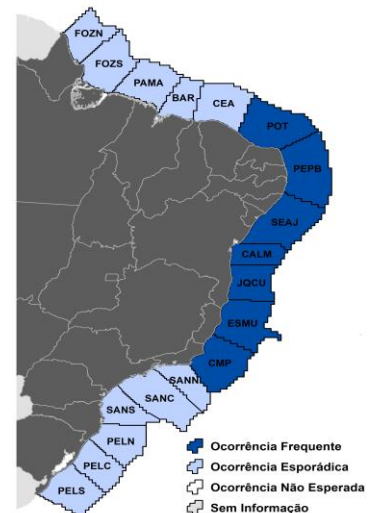 FOZN
FOZS
PAMA
BAR
CEA
POT
PEPB
SEAJ
CALM
JQCU
ESMU
CMP
SANN
SANC
SANS
PELN
PELC
PELS
Ocorrência Frequente
Ocorrência Esporádica
Ocorrência Não Esperada
Sem Informação